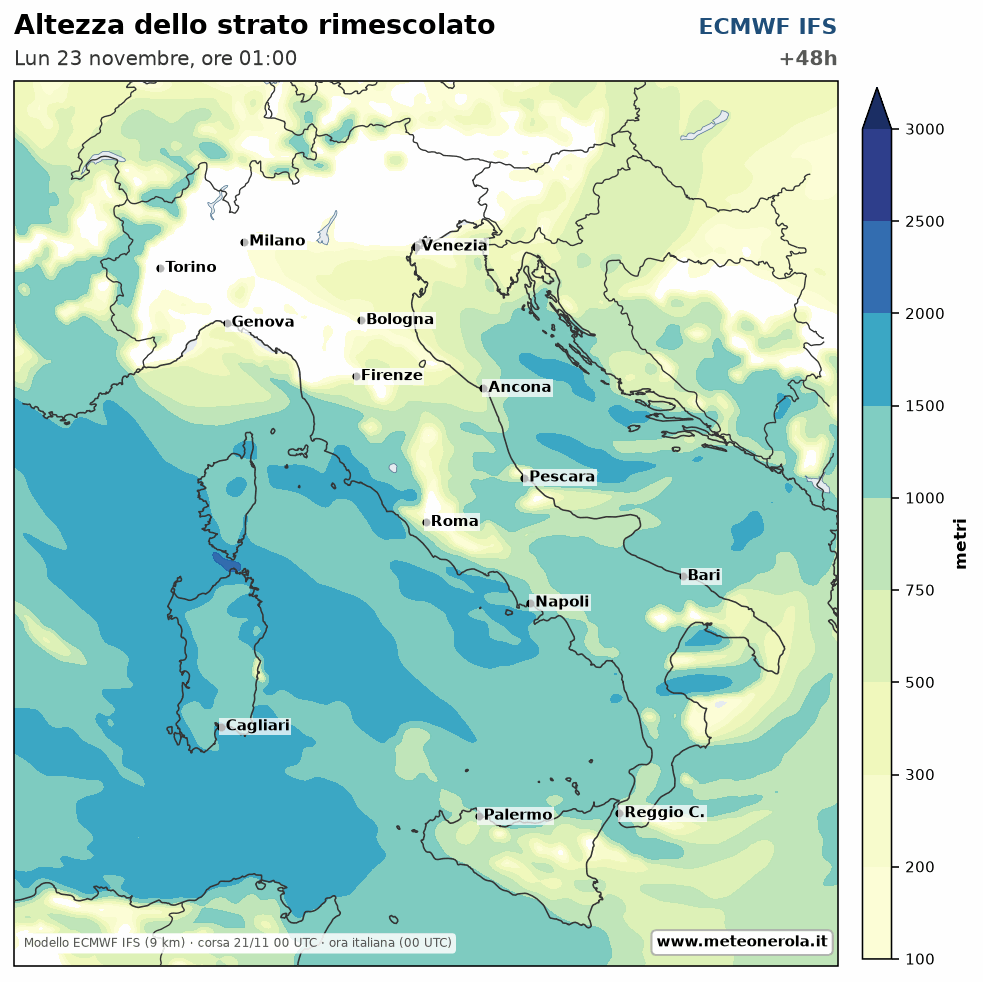 Altezza dello strato rimescolato
ECMWF IFS
Lun 23 novembre, ore 01:00
+48h
Milano
Venezia
Torino
Genova
Bologna
Firenze
Ancona
Pescara
Roma
Bari
Napoli
Cagliari
Palermo
Reggio C.
3000
2500
2000
1500
1000
750
500
300
200
100
metri
Modello ECMWF IFS (9 km) · corsa 21/11 00 UTC · ora italiana (00 UTC)
www.meteonerola.it